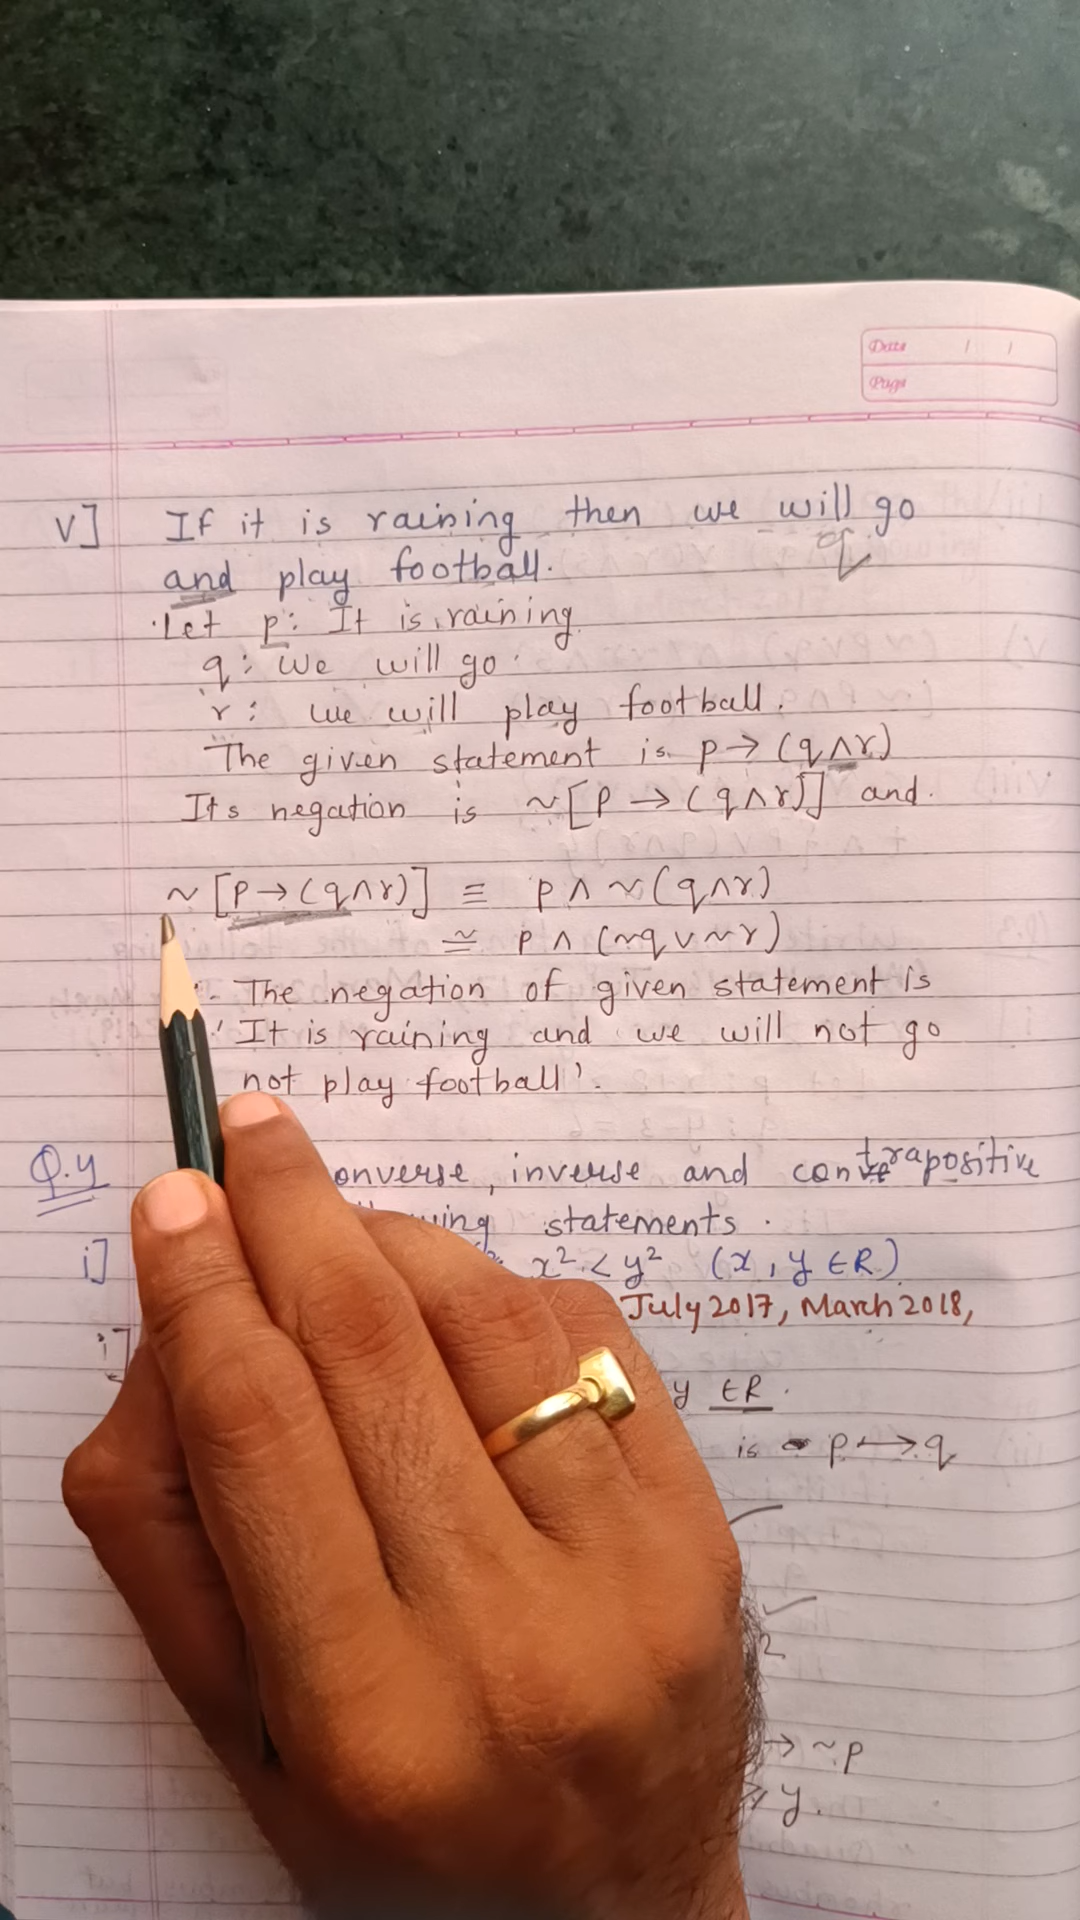 Date / /
Page
v] If it is raining then we will go
q
and play football.
Let p: It is raining
q: we will go
r: we will play football.
The given statement is p → (q∧r)
Its negation is ~[p → (q∧r)] and.
~[p→(q∧r)] ≡ p ∧ ~(q∧r)
≅ p ∧ (~q ∨ ~r)
∴ The negation of given statement is
'It is raining and we will not go
not play football'.
Q.4 onverse, inverse and contrapositive
wing statements.
i] x² < y² (x, y ∈R)
July 2017, March 2018,
i]
y ∈R.
is p ⟷ q
2
→ ~p
y.